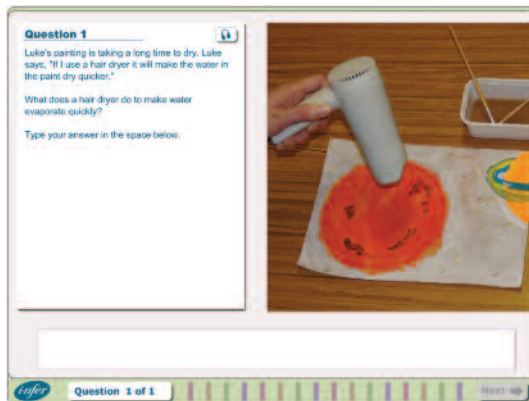 Question 1
Luke's painting is taking a long time to dry. Luke
says, "If I use a hair dryer it will make the water in
the paint dry quicker."
What does a hair dryer do to make water
evaporate quickly?
Type your answer in the space below.
i-nfer
Question 1 of 1
Next